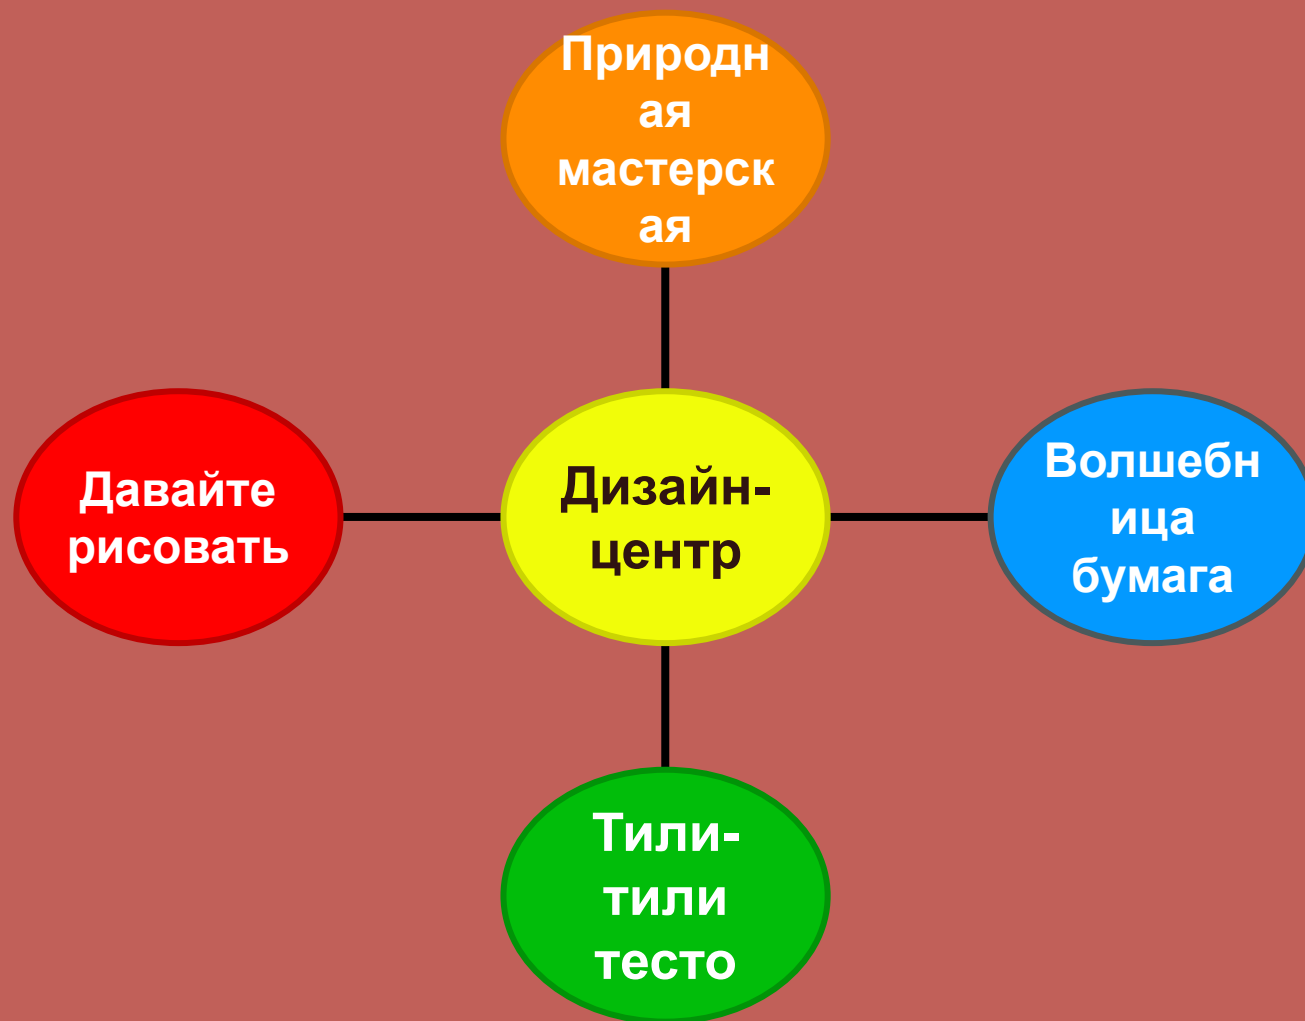 Природн
ая
мастерск
ая
Давайте
рисовать
Дизайн-
центр
Волшебн
ица
бумага
Тили-
тили
тесто